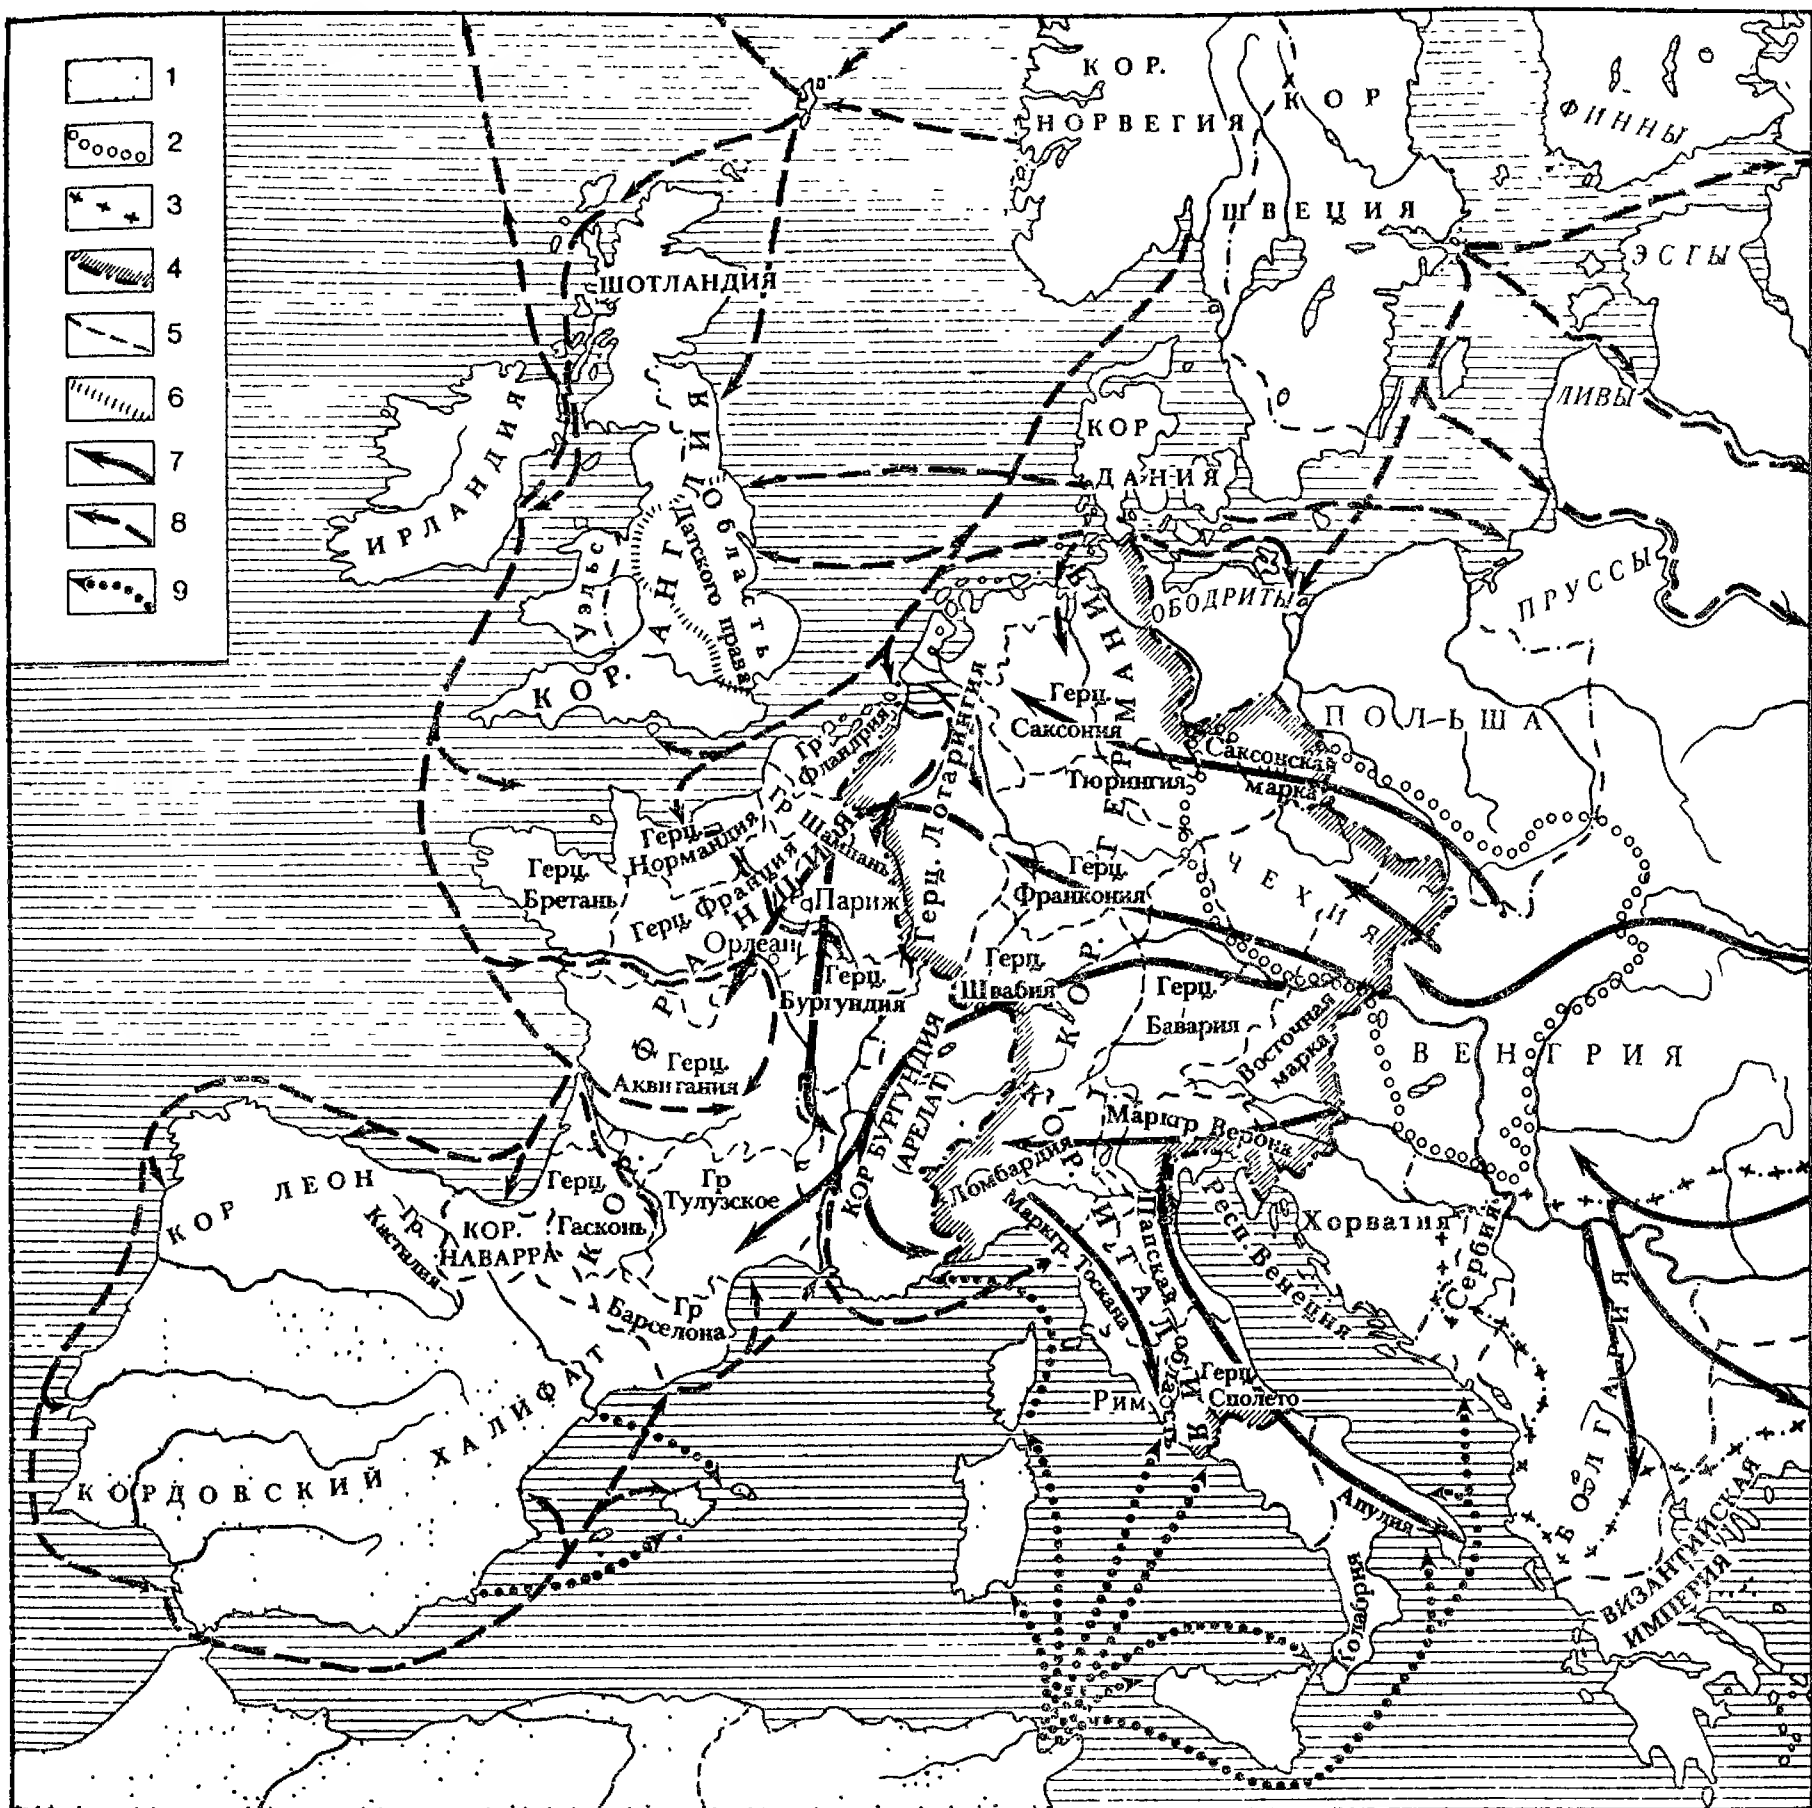 1
2
3
4
5
6
7
8
9
КОР.
НОРВЕГИЯ
КОР
ШВЕЦИЯ
ФИННЫ
ЭСТЫ
ЛИВЫ
ШОТЛАНДИЯ
ИРЛАНДИЯ
КОР. АНГЛИЯ
Уэльс
Область
Датского права
КОР
ДАНИЯ
ОБОДРИТЫ
ПРУССЫ
ПОЛЬША
КОР. ГЕРМАНИЯ
Герц.
Саксония
Саксонская
марка
Тюрингия
Гр
Фландрия
Герц. Лотарингия
Гр Шампань
Герц.
Нормандия
Герц.
Бретань
Герц Франция
Париж
Орлеан
КОР ФРАНЦИЯ
Герц.
Франкония
ЧЕХИЯ
Герц.
Швабия
Герц.
Бавария
Восточная
марка
ВЕНГРИЯ
Герц.
Бургундия
Герц.
Аквитания
КОР БУРГУНДИЯ
(АРЕЛАТ)
Маркгр Верона
Ломбардия
КОР. ИТАЛИЯ
Маркгр. Тоскана
Папская область
Респ. Венеция
Хорватия
Сербия
БОЛГАРИЯ
Герц
Гасконь
Гр
Тулузское
КОР ЛЕОН
Гр.
Кастилия
КОР.
НАВАРРА
Гр
Барселона
КОРДОВСКИЙ ХАЛИФАТ
Рим
Герц
Сполето
Апулия
Калабрия
ВИЗАНТИЙСКАЯ
ИМПЕРИЯ